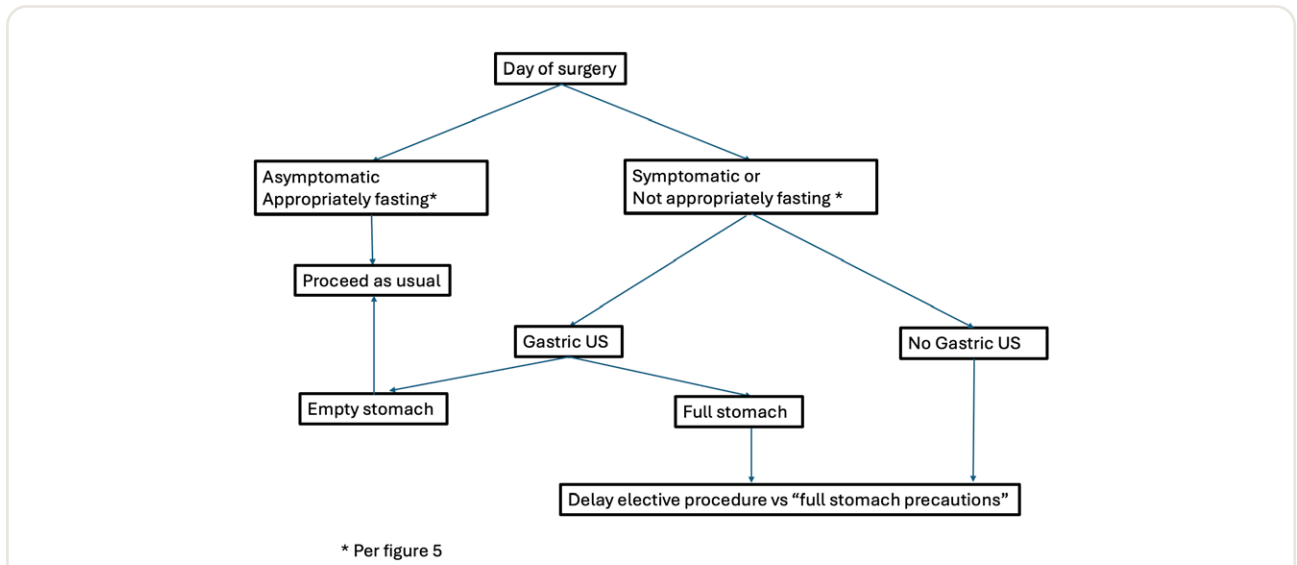 Day of surgery
Asymptomatic
Appropriately fasting*
Symptomatic or
Not appropriately fasting *
Proceed as usual
Gastric US
No Gastric US
Empty stomach
Full stomach
Delay elective procedure vs “full stomach precautions”
* Per figure 5